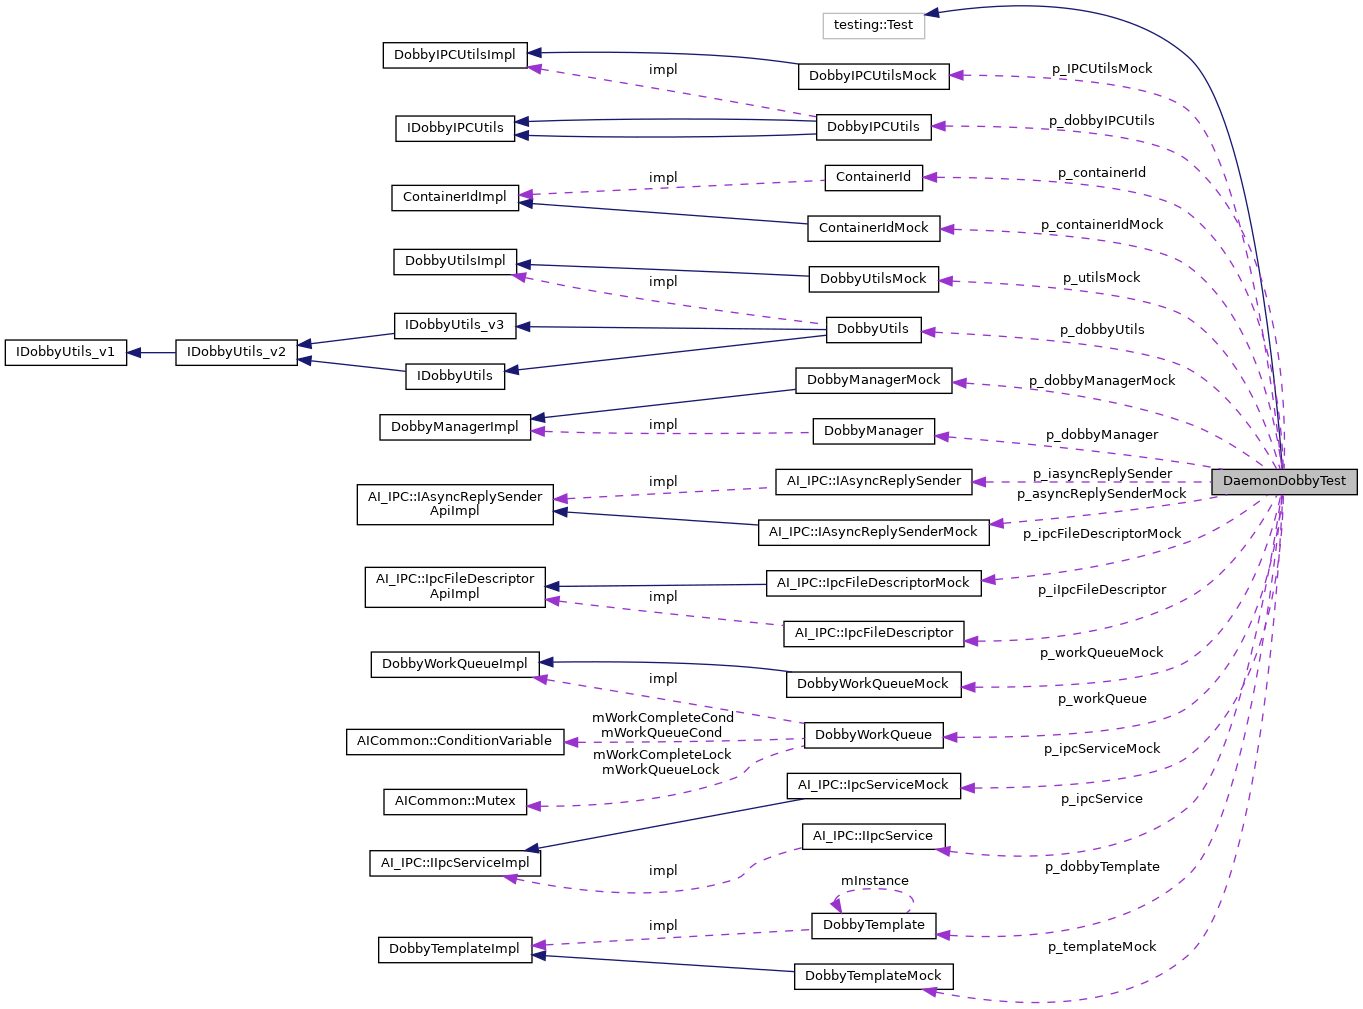 testing::Test
DobbyIPCUtilsImpl
impl
DobbyIPCUtilsMock
p_IPCUtilsMock
IDobbyIPCUtils
DobbyIPCUtils
p_dobbyIPCUtils
ContainerIdImpl
impl
ContainerId
p_containerId
ContainerIdMock
p_containerIdMock
DobbyUtilsImpl
impl
DobbyUtilsMock
p_utilsMock
IDobbyUtils_v1
IDobbyUtils_v2
IDobbyUtils_v3
DobbyUtils
p_dobbyUtils
IDobbyUtils
DobbyManagerMock
p_dobbyManagerMock
DobbyManagerImpl
impl
DobbyManager
p_dobbyManager
AI_IPC::IAsyncReplySender
ApiImpl
impl
AI_IPC::IAsyncReplySender
p_iasyncReplySender
DaemonDobbyTest
p_asyncReplySenderMock
AI_IPC::IAsyncReplySenderMock
p_ipcFileDescriptorMock
AI_IPC::IpcFileDescriptor
ApiImpl
AI_IPC::IpcFileDescriptorMock
impl
p_iIpcFileDescriptor
AI_IPC::IpcFileDescriptor
DobbyWorkQueueImpl
impl
DobbyWorkQueueMock
p_workQueueMock
p_workQueue
mWorkCompleteCond
mWorkQueueCond
AICommon::ConditionVariable
DobbyWorkQueue
mWorkCompleteLock
mWorkQueueLock
p_ipcServiceMock
AICommon::Mutex
AI_IPC::IpcServiceMock
p_ipcService
AI_IPC::IIpcService
AI_IPC::IIpcServiceImpl
impl
p_dobbyTemplate
mInstance
DobbyTemplate
DobbyTemplateImpl
impl
p_templateMock
DobbyTemplateMock